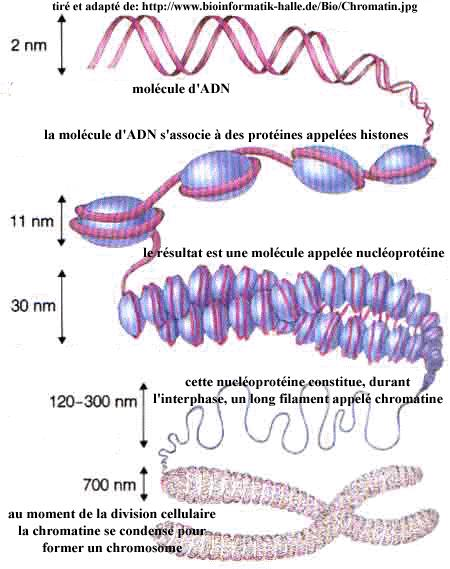 tiré et adapté de: http://www.bioinformatik-halle.de/Bio/Chromatin.jpg
2 nm
molécule d'ADN
la molécule d'ADN s'associe à des protéines appelées histones
11 nm
le résultat est une molécule appelée nucléoprotéine
30 nm
cette nucléoprotéine constitue, durant
l'interphase, un long filament appelé chromatine
120–300 nm
700 nm
au moment de la division cellulaire
la chromatine se condense pour
former un chromosome